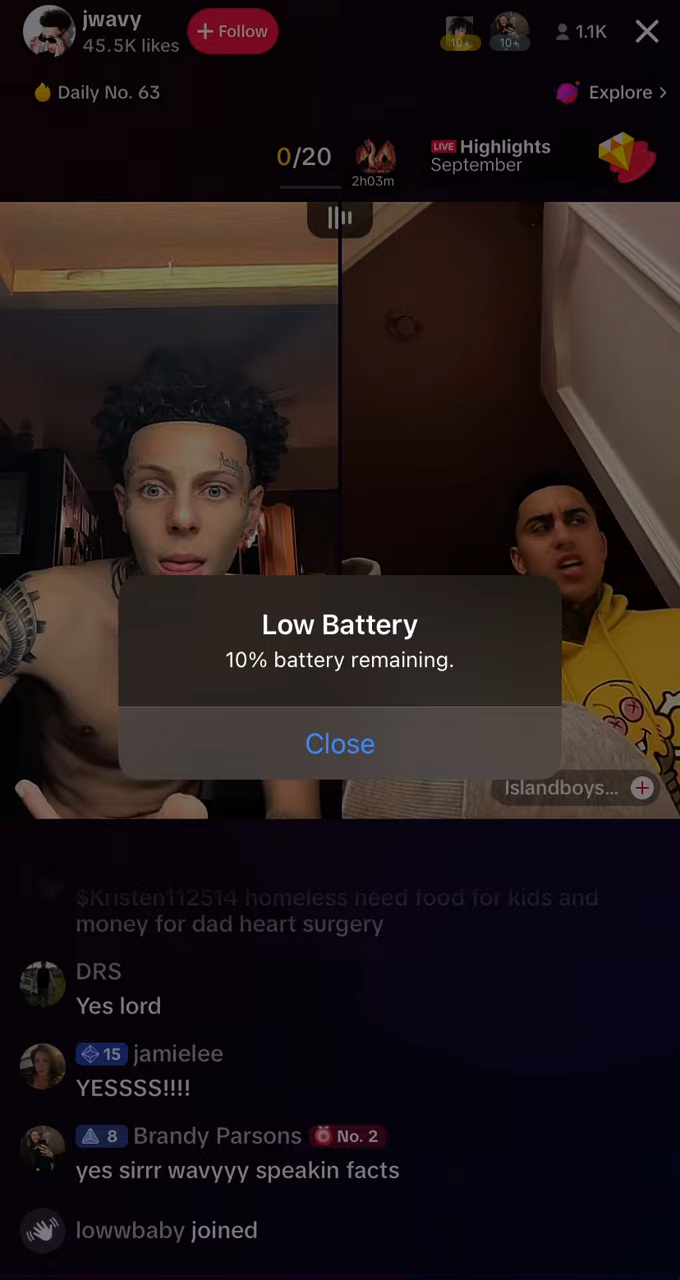 jwavy
45.5K likes
+ Follow
10+
10+
1.1K
Daily No. 63
Explore >
0/20
2h03m
LIVE Highlights
September
Low Battery
10% battery remaining.
Close
Islandboys...
$Kristen112514 homeless need food for kids and
money for dad heart surgery
DRS
Yes lord
15 jamielee
YESSSS!!!!
8 Brandy Parsons No. 2
yes sirrr wavyyy speakin facts
lowwbaby joined